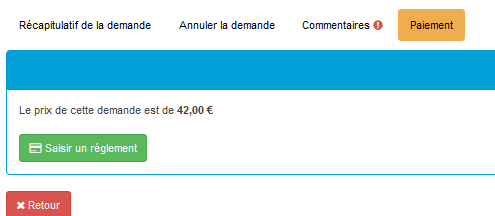 Récapitulatif de la demande Annuler la demande Commentaires Paiement
Le prix de cette demande est de 42,00 €
Saisir un réglement
Retour